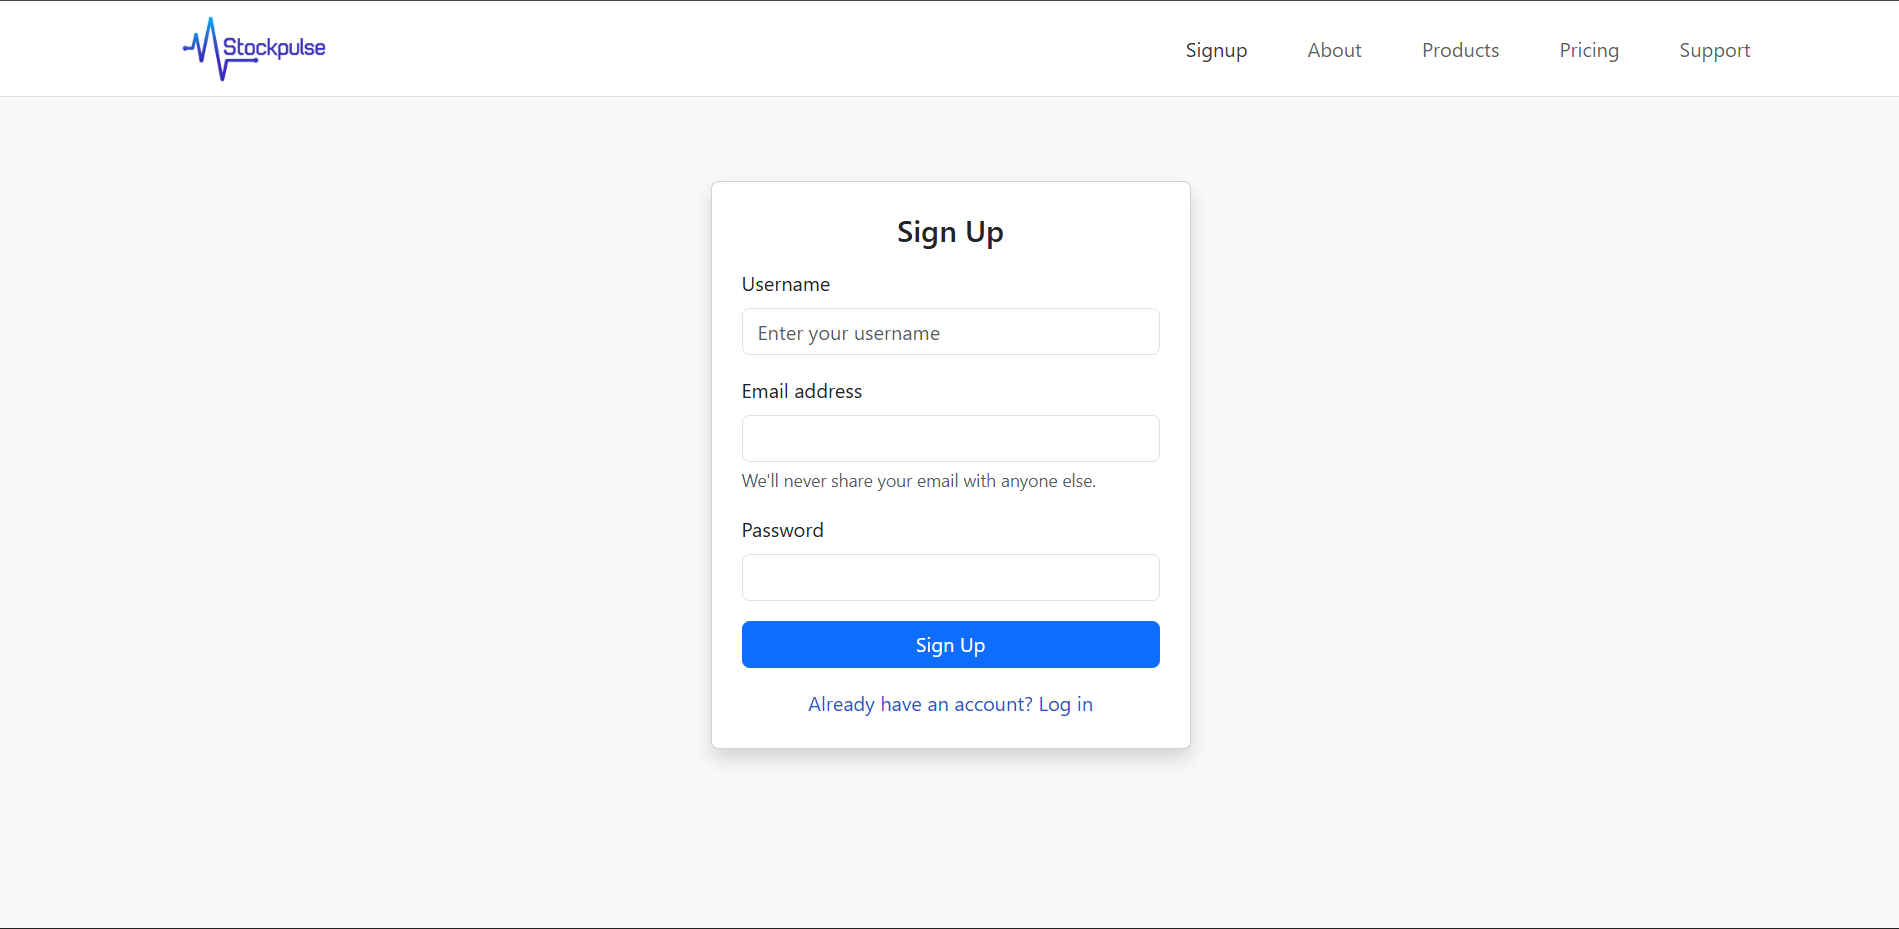 Stockpulse
Signup About Products Pricing Support
Sign Up
Username
Enter your username
Email address
We'll never share your email with anyone else.
Password
Sign Up
Already have an account? Log in